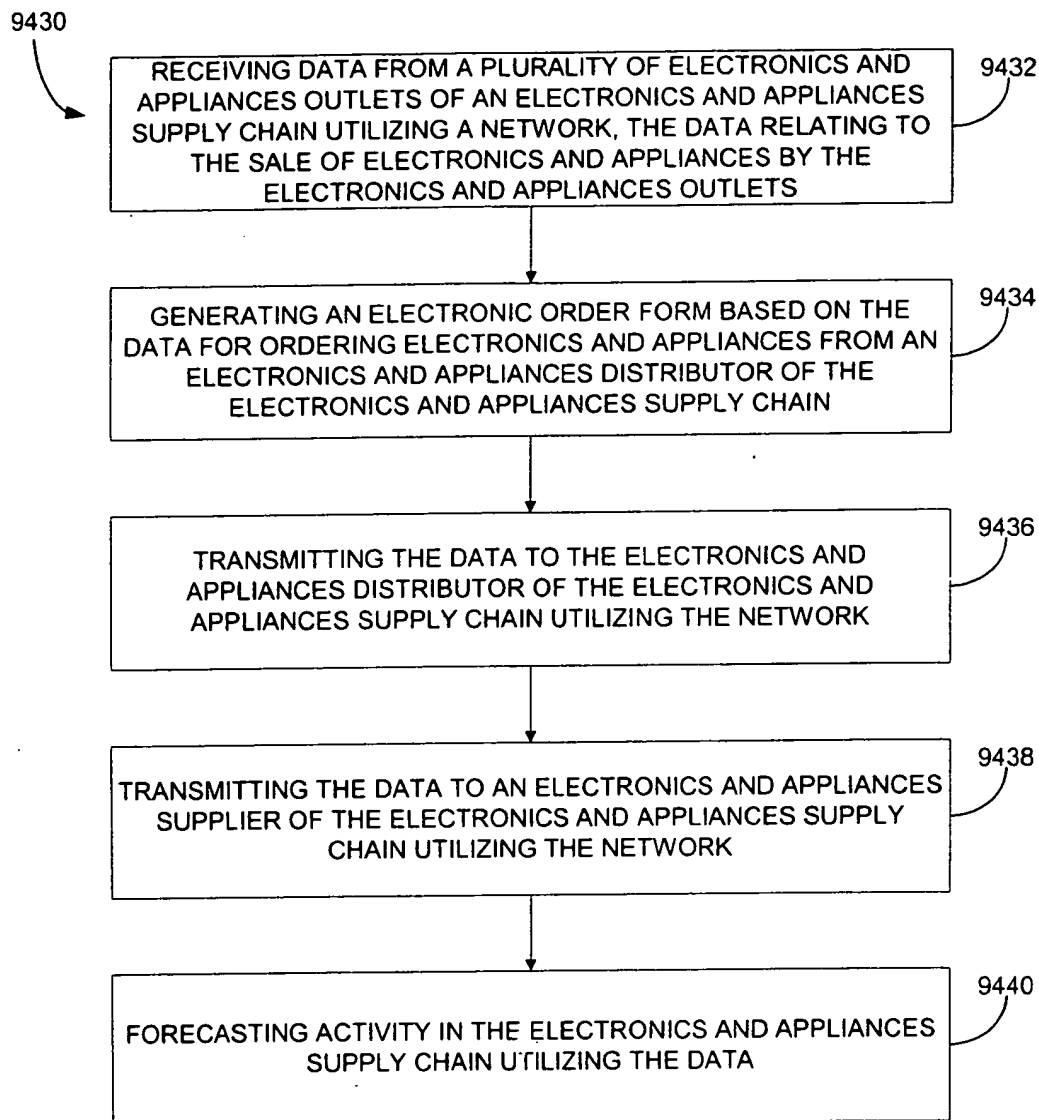 9430
RECEIVING DATA FROM A PLURALITY OF ELECTRONICS AND
APPLIANCES OUTLETS OF AN ELECTRONICS AND APPLIANCES
SUPPLY CHAIN UTILIZING A NETWORK, THE DATA RELATING TO
THE SALE OF ELECTRONICS AND APPLIANCES BY THE
ELECTRONICS AND APPLIANCES OUTLETS
9432
GENERATING AN ELECTRONIC ORDER FORM BASED ON THE
DATA FOR ORDERING ELECTRONICS AND APPLIANCES FROM AN
ELECTRONICS AND APPLIANCES DISTRIBUTOR OF THE
ELECTRONICS AND APPLIANCES SUPPLY CHAIN
9434
TRANSMITTING THE DATA TO THE ELECTRONICS AND
APPLIANCES DISTRIBUTOR OF THE ELECTRONICS AND
APPLIANCES SUPPLY CHAIN UTILIZING THE NETWORK
9436
TRANSMITTING THE DATA TO AN ELECTRONICS AND APPLIANCES
SUPPLIER OF THE ELECTRONICS AND APPLIANCES SUPPLY
CHAIN UTILIZING THE NETWORK
9438
FORECASTING ACTIVITY IN THE ELECTRONICS AND APPLIANCES
SUPPLY CHAIN UTILIZING THE DATA
9440